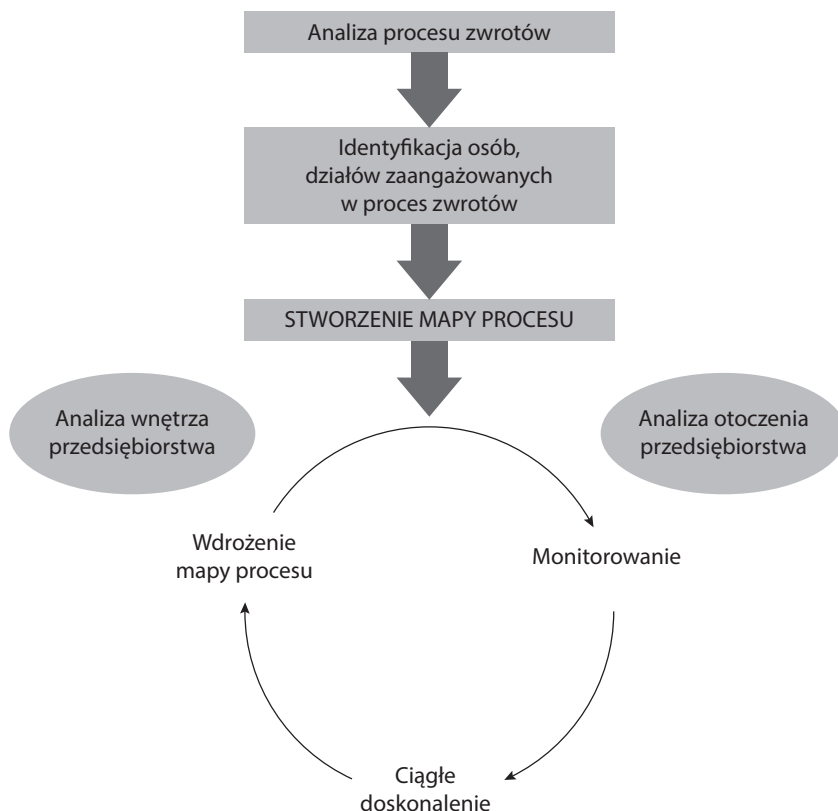 Analiza procesu zwrotów
Identyfikacja osób,
działów zaangażowanych
w proces zwrotów
STWORZENIE MAPY PROCESU
Analiza wnętrza
przedsiębiorstwa
Analiza otoczenia
przedsiębiorstwa
Wdrożenie
mapy procesu
Monitorowanie
Ciągłe
doskonalenie